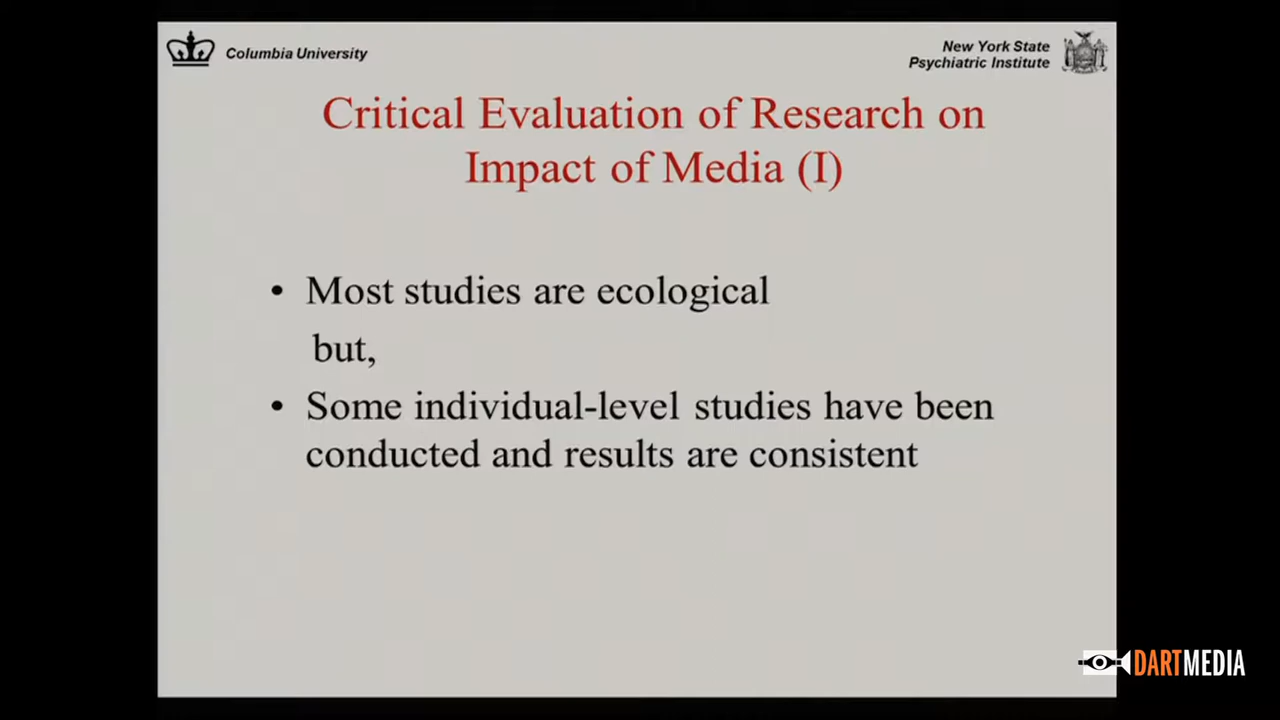 Columbia University
New York State
Psychiatric Institute
Critical Evaluation of Research on
Impact of Media (I)
• Most studies are ecological
but,
• Some individual-level studies have been
conducted and results are consistent
DARTMEDIA